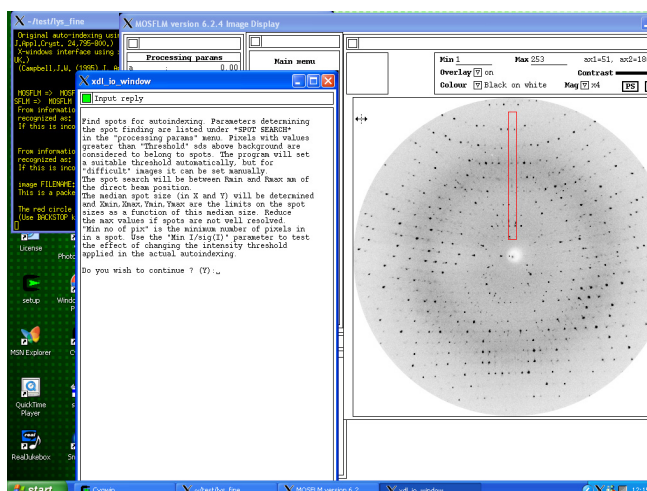 ~/test/lys_fine
Original auto-indexing using
J.Appl.Cryst, 24,795-800.)
X-windows interface using
UK.)
(Campbell,J.W. (1995) J.
MOSFLM => MOSFL
SFLM => MOSFLM
From informatio
recognized as:
If this is inco
From informatio
recognized as:
If this is inco
image FILENAME:
This is a packe
The red circle
(Use BACKSTOP k
MOSFLM version 6.2.4 Image Display
Processing params
Main menu
a : 0.00
Min 1 Max 253 ax1=51, ax2=18
Overlay on Contrast
Colour Black on white Mag x4 PS
xdl_io_window
Input reply
Find spots for autoindexing. Parameters determining
the spot finding are listed under *SPOT SEARCH*
in the "processing params" menu. Pixels with values
greater than "Threshold" sds above background are
considered to belong to spots. The program will set
a suitable threshold automatically, but for
"difficult" images it can be set manually.
The spot search will be between Rmin and Rmax mm of
the direct beam position.
The median spot size (in X and Y) will be determined
and Xmin,Xmax,Ymin,Ymax are the limits on the spot
sizes as a function of this median size. Reduce
the max values if spots are not well resolved.
"Min no of pix" is the minimum number of pixels in
in a spot. Use the "Min I/sig(I)" parameter to test
the effect of changing the intensity threshold
applied in the actual autoindexing.
Do you wish to continue ? (Y):
License
Photc
setup
Windo
MSN Explorer
QuickTime
Player
RealJukebox
Sn
start
Cygwin
~/test/lys_fine
MOSFLM version 6.2
xdl_io_window